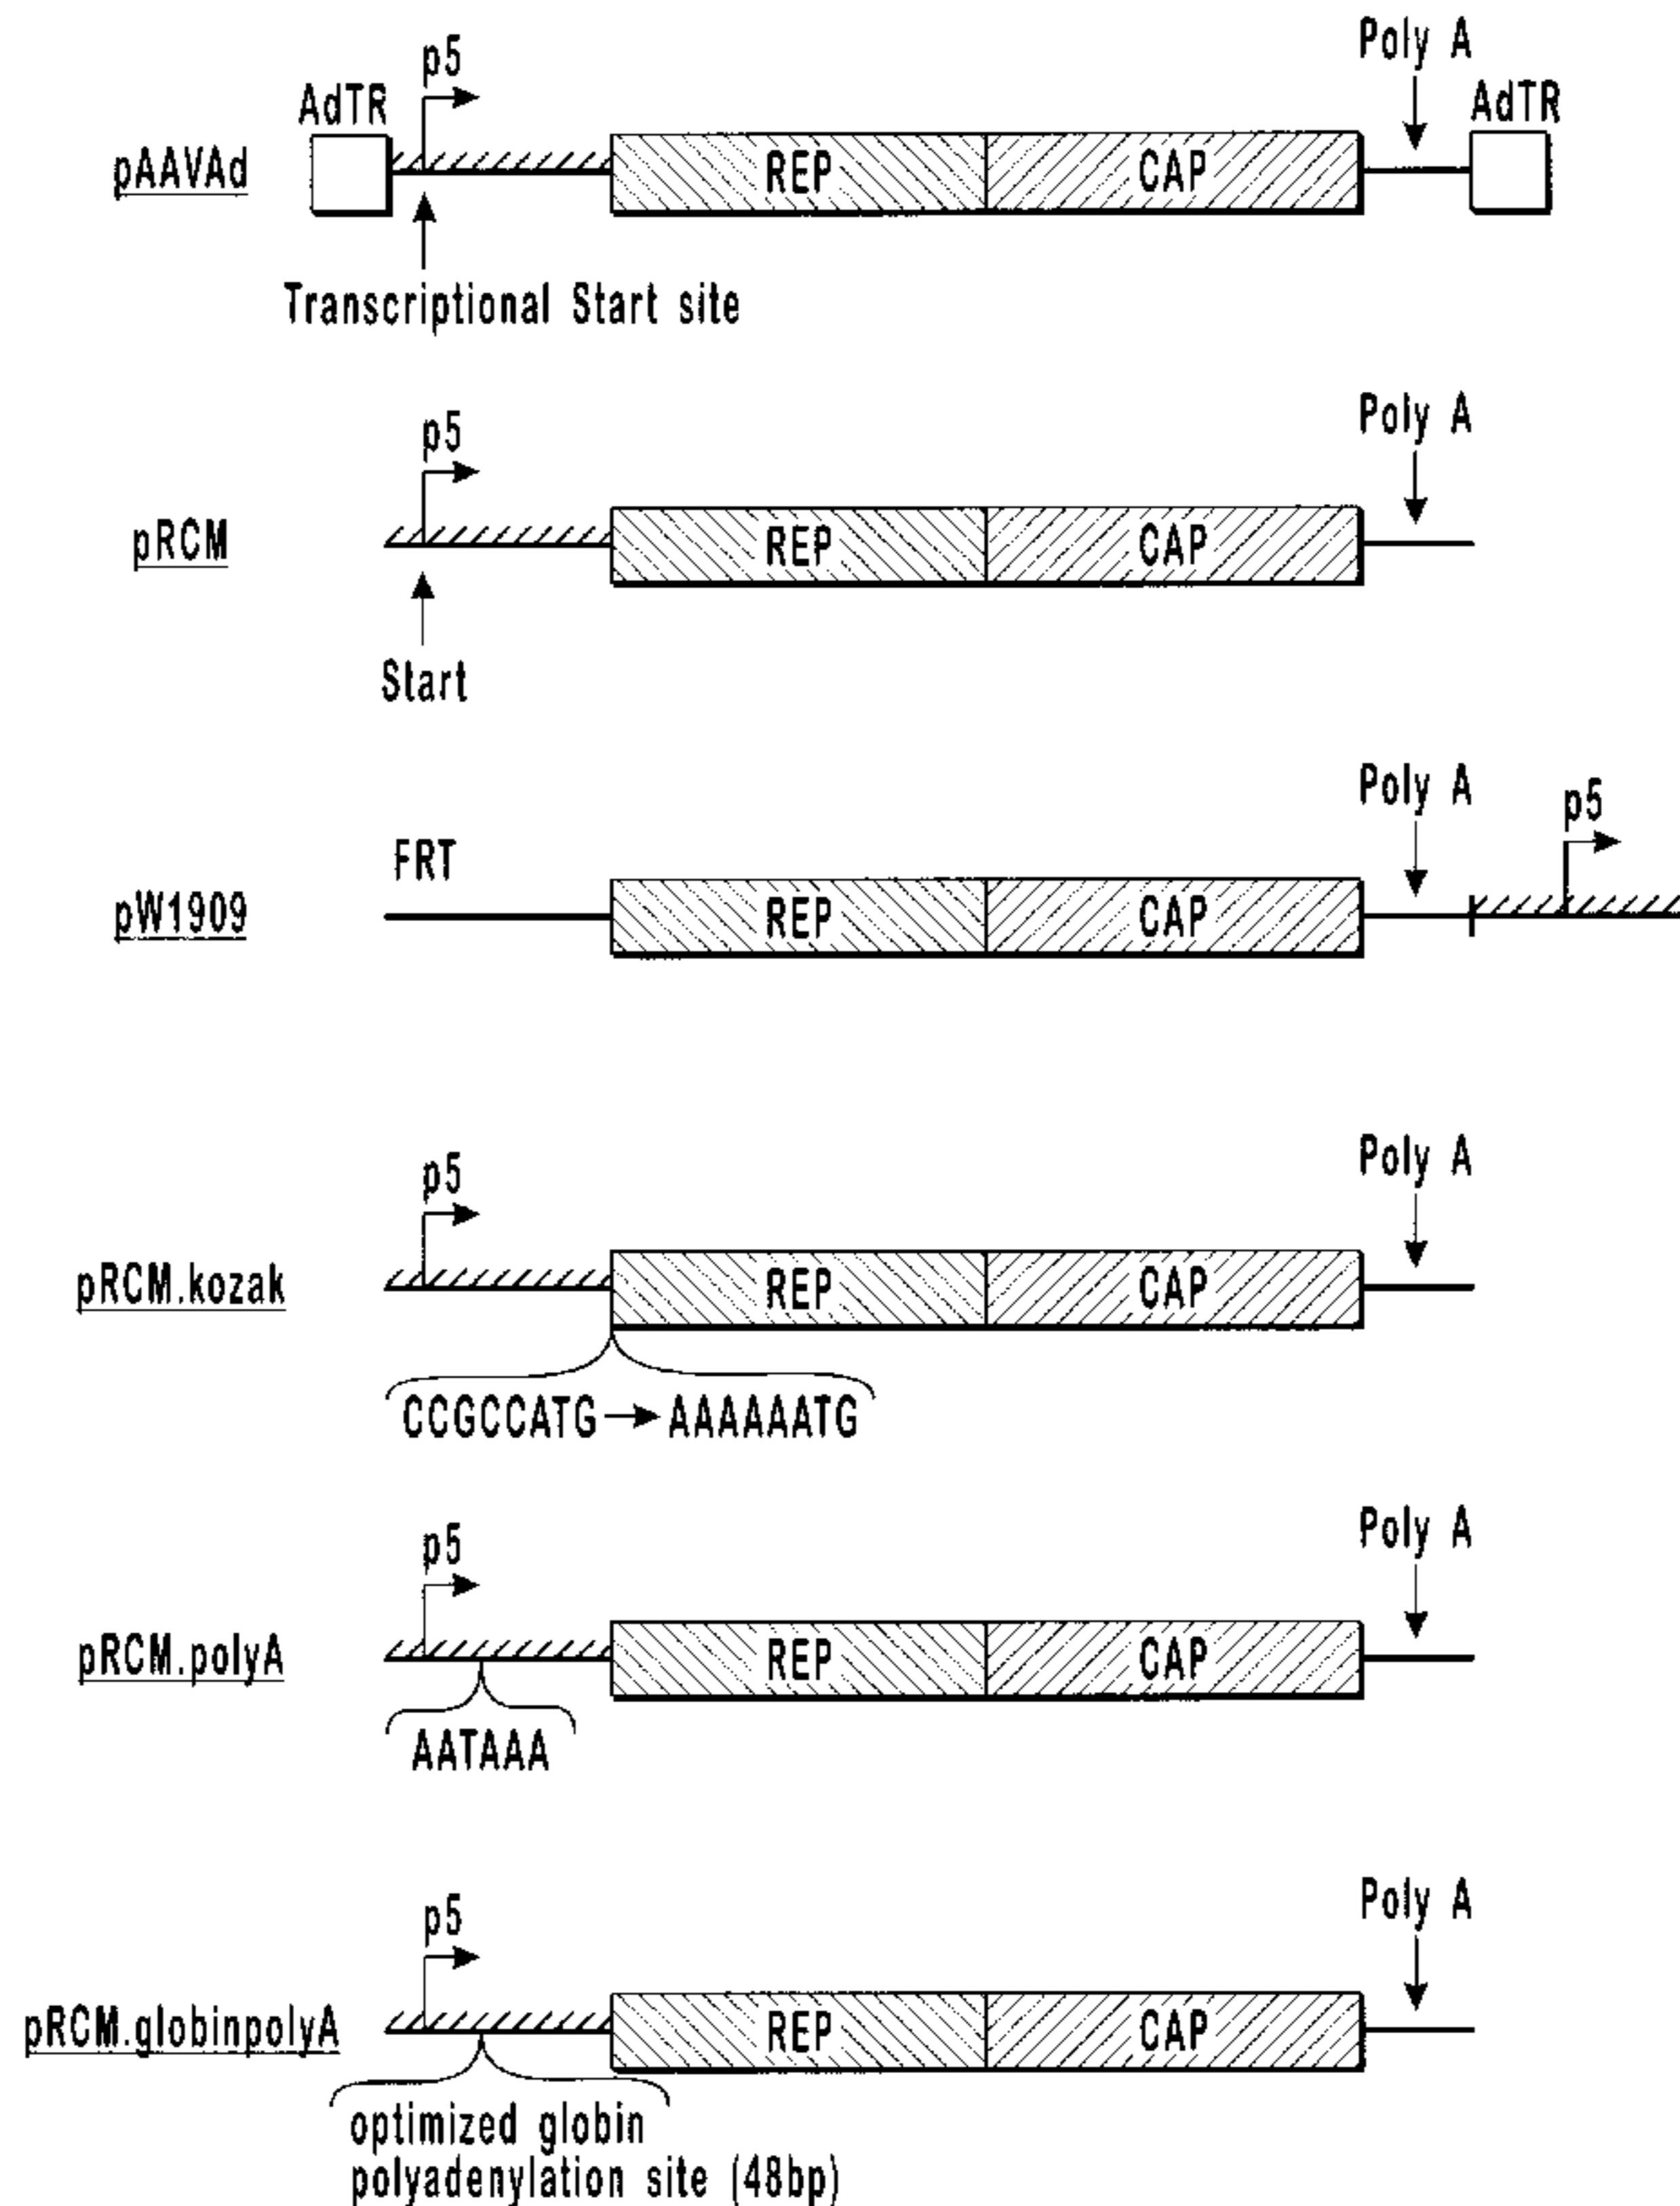 Poly A
p5
AdTR
AdTR
pAAVAd
REP
CAP
Transcriptional Start site
Poly A
p5
pRCM
REP
CAP
Start
Poly A
p5
FRT
pW1909
REP
CAP
Poly A
p5
pRCM.kozak
REP
CAP
CCGCCATG→AAAAAATG
Poly A
p5
pRCM.polyA
REP
CAP
AATAAA
Poly A
p5
pRCM.globinpolyA
REP
CAP
optimized globin
polyadenylation site (48bp)